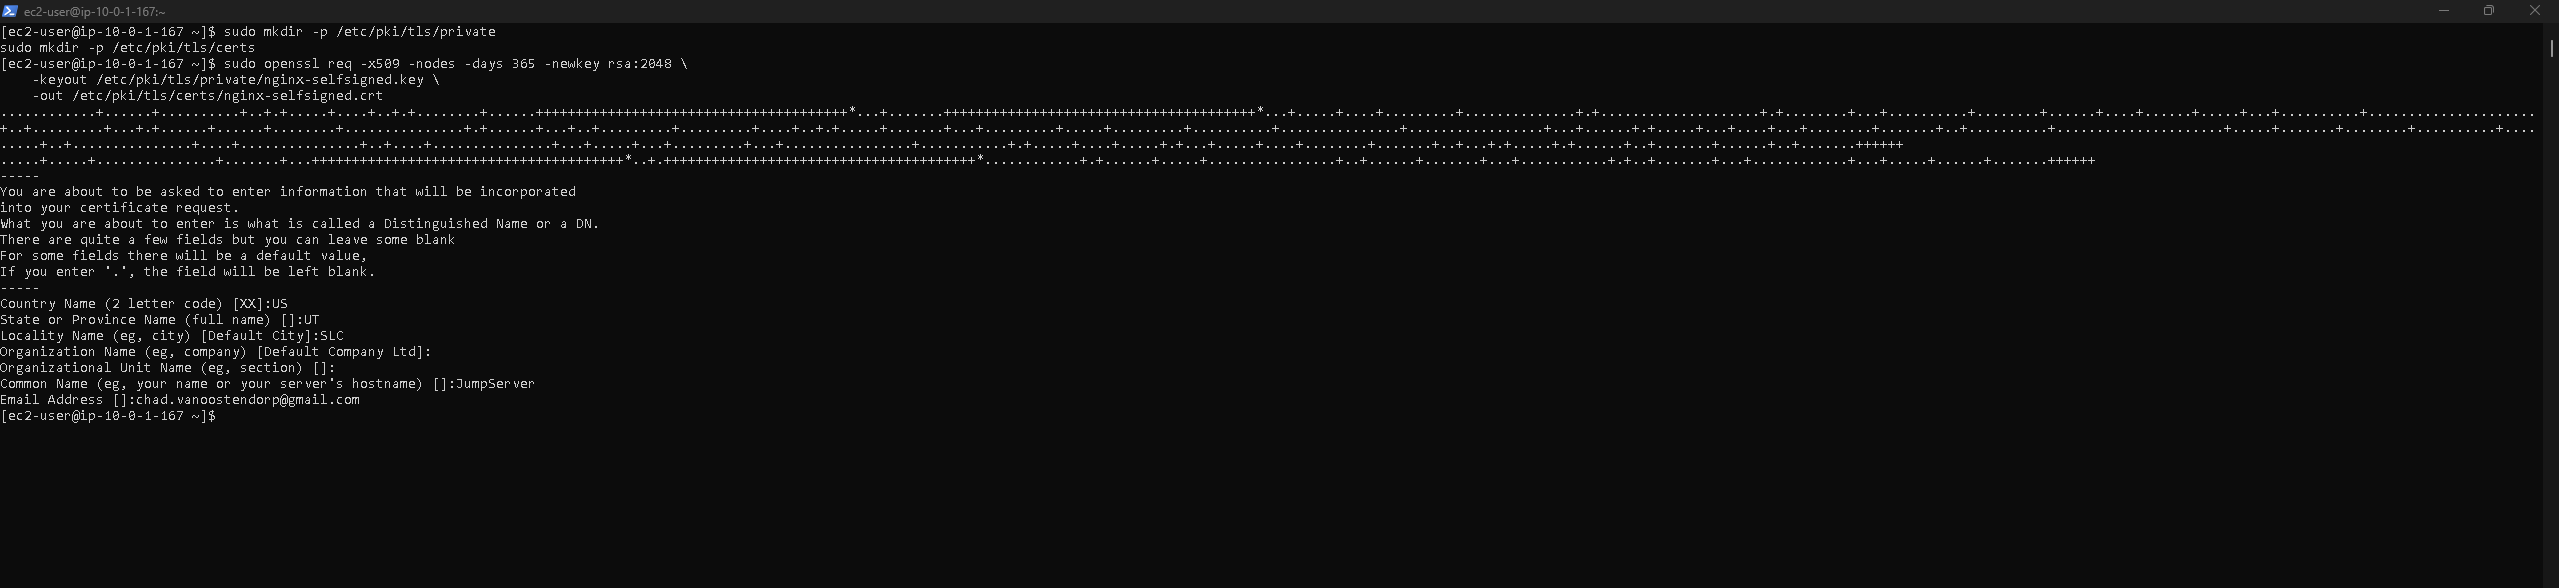 ec2-user@ip-10-0-1-167:~
[ec2-user@ip-10-0-1-167 ~]$ sudo mkdir -p /etc/pki/tls/private
sudo mkdir -p /etc/pki/tls/certs
[ec2-user@ip-10-0-1-167 ~]$ sudo openssl req -x509 -nodes -days 365 -newkey rsa:2048 \
    -keyout /etc/pki/tls/private/nginx-selfsigned.key \
    -out /etc/pki/tls/certs/nginx-selfsigned.crt
-----
You are about to be asked to enter information that will be incorporated
into your certificate request.
What you are about to enter is what is called a Distinguished Name or a DN.
There are quite a few fields but you can leave some blank
For some fields there will be a default value,
If you enter '.', the field will be left blank.
-----
Country Name (2 letter code) [XX]:US
State or Province Name (full name) []:UT
Locality Name (eg, city) [Default City]:SLC
Organization Name (eg, company) [Default Company Ltd]:
Organizational Unit Name (eg, section) []:
Common Name (eg, your name or your server's hostname) []:JumpServer
Email Address []:chad.vanoostendorp@gmail.com
[ec2-user@ip-10-0-1-167 ~]$